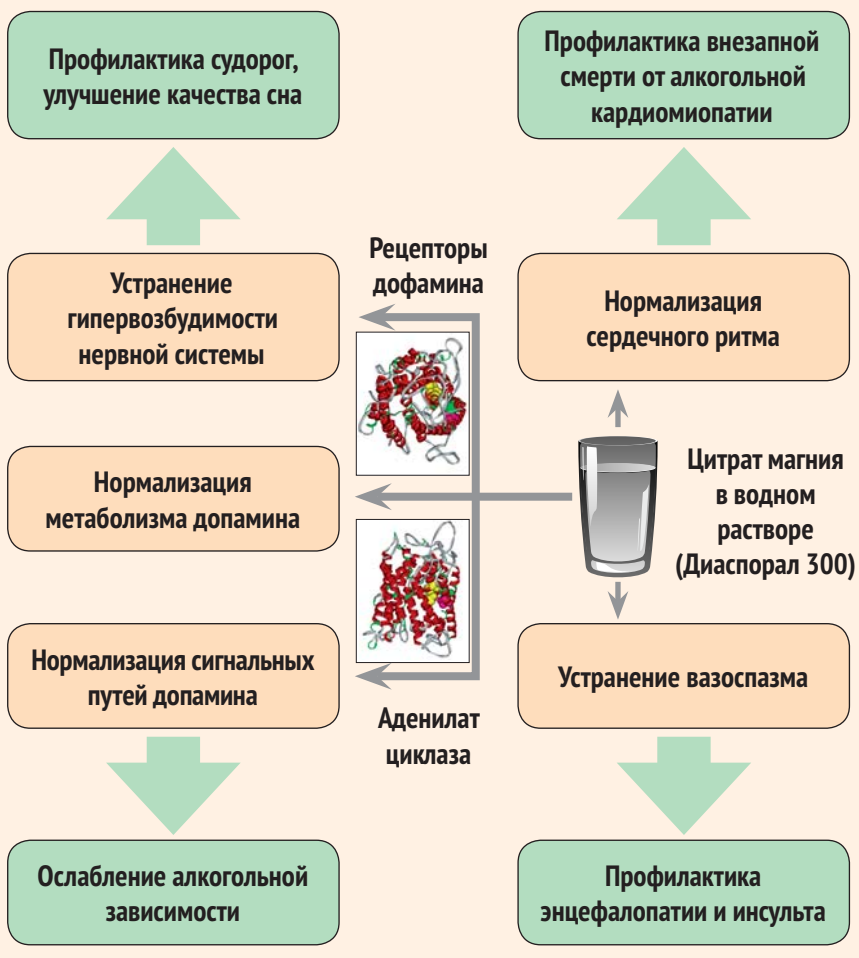 Профилактика судорог,
улучшение качества сна
Профилактика внезапной
смерти от алкогольной
кардиомиопатии
Рецепторы
дофамина
Устранение
гипервозбудимости
нервной системы
Нормализация
сердечного ритма
Нормализация
метаболизма допамина
Цитрат магния
в водном
растворе
(Диаспорал 300)
Нормализация сигнальных
путей допамина
Устранение вазоспазма
Аденилат
циклаза
Ослабление алкогольной
зависимости
Профилактика
энцефалопатии и инсульта